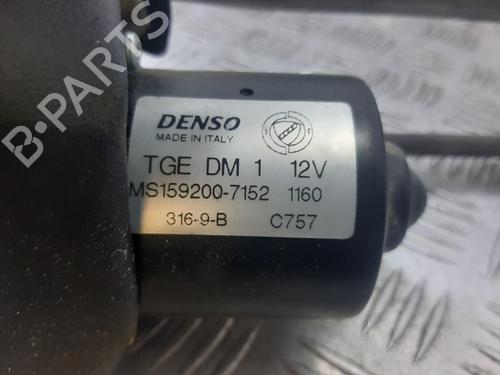 B-PARTS
DENSO
MADE IN ITALY
TGE DM 1 12V
MS159200-7152 1160
316-9-B C757